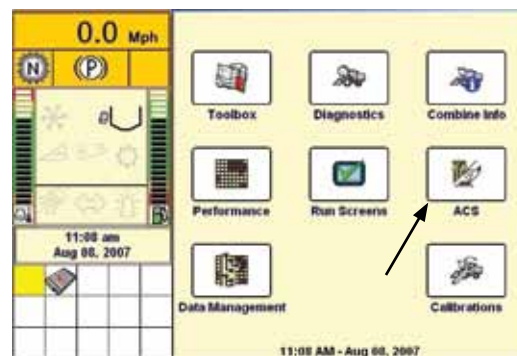 0.0 Mph
N (P)
11:08 am
Aug 08, 2007
Toolbox
Diagnostics
Combine Info
Performance
Run Screens
ACS
Data Management
Calibrations
11:08 AM - Aug 08, 2007